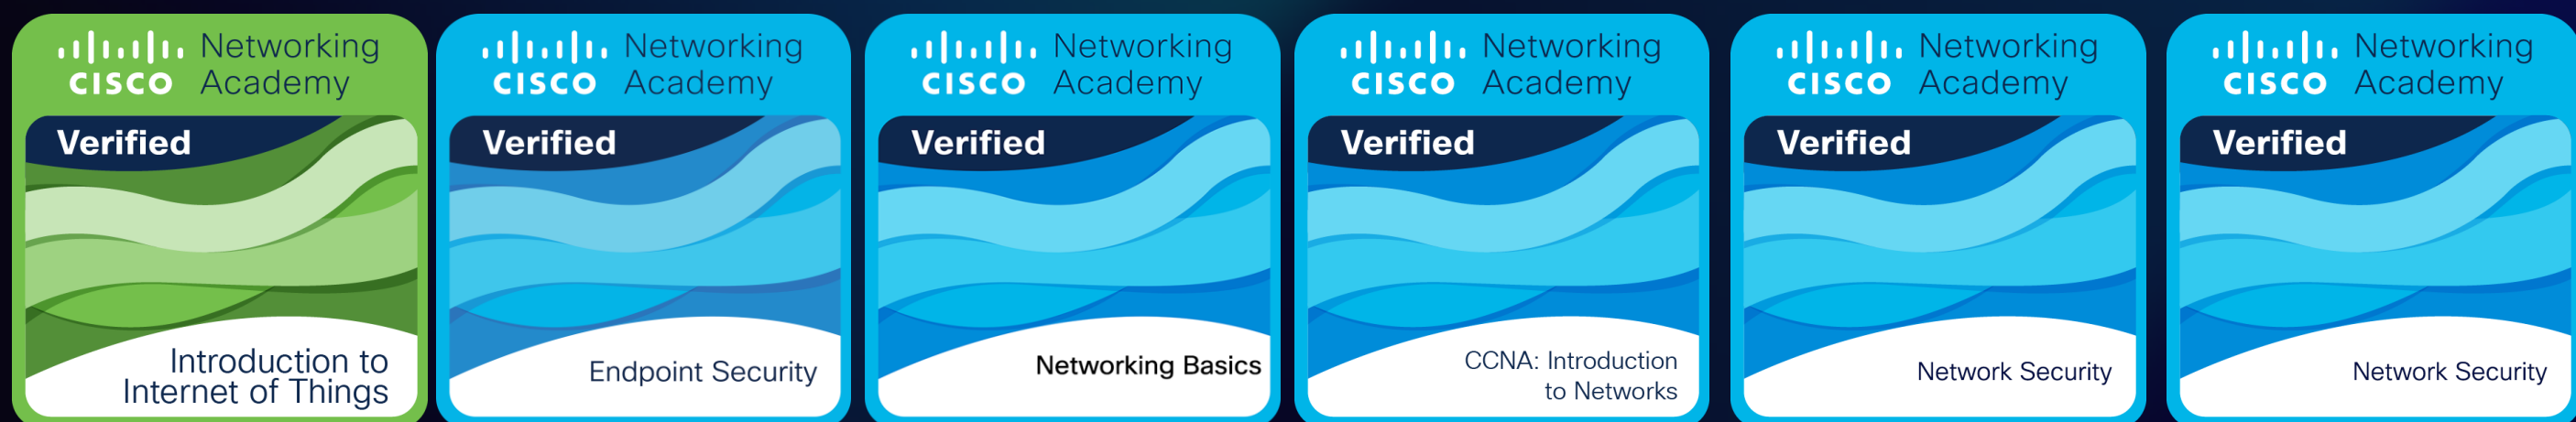 CISCO Networking
Academy
Verified
Introduction to
Internet of Things
CISCO Networking
Academy
Verified
Endpoint Security
CISCO Networking
Academy
Verified
Networking Basics
CISCO Networking
Academy
Verified
CCNA: Introduction
to Networks
CISCO Networking
Academy
Verified
Network Security
CISCO Networking
Academy
Verified
Network Security